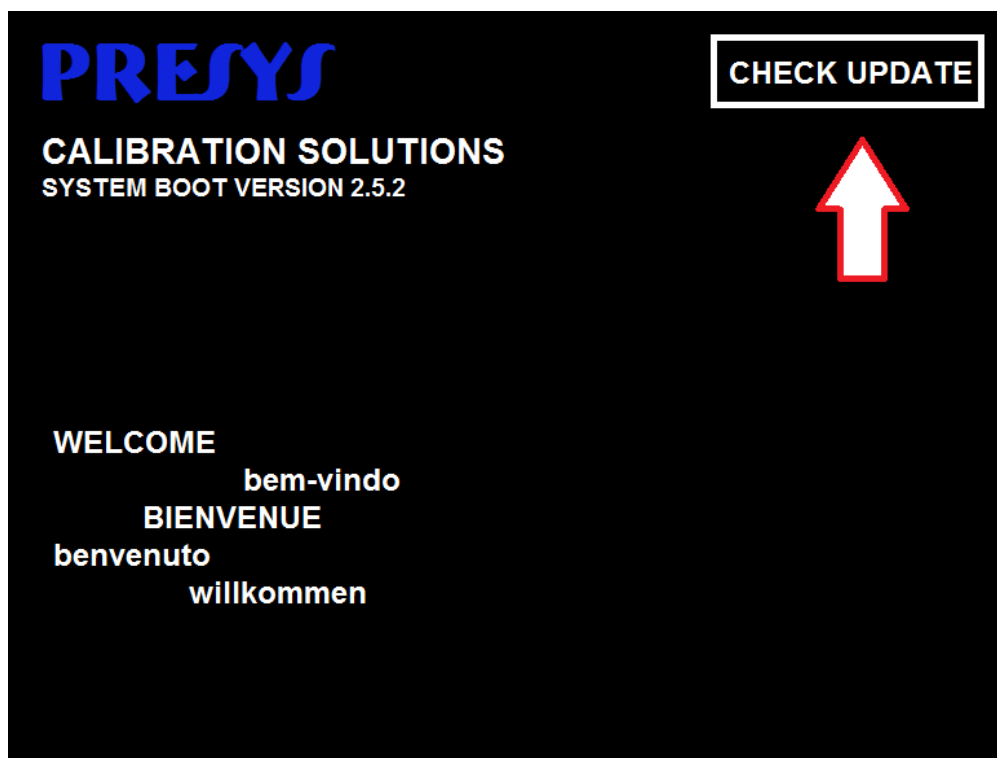 PRESYS
CHECK UPDATE
CALIBRATION SOLUTIONS
SYSTEM BOOT VERSION 2.5.2
WELCOME
bem-vindo
BIENVENUE
benvenuto
willkommen